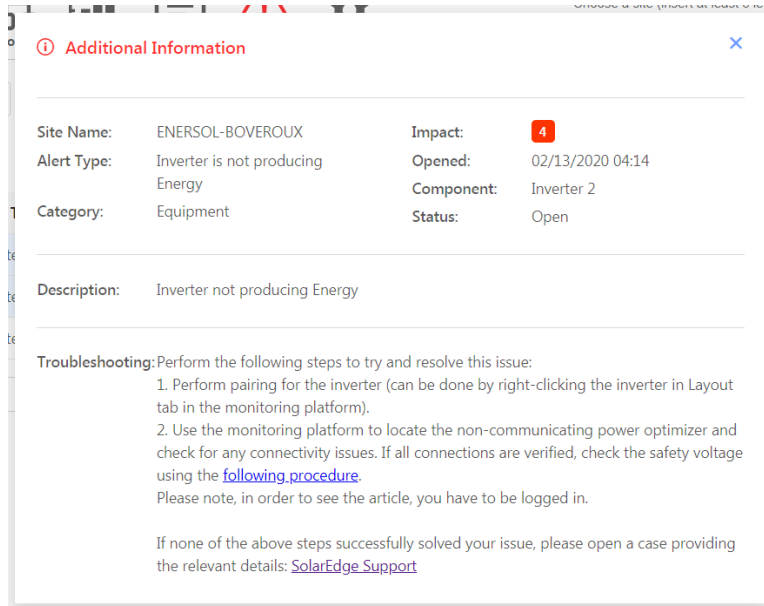 Additional Information
Site Name: ENERSOL-BOVEROUX Impact: 4
Alert Type: Inverter is not producing Energy Opened: 02/13/2020 04:14
Component: Inverter 2
Category: Equipment Status: Open
Description: Inverter not producing Energy
Troubleshooting: Perform the following steps to try and resolve this issue:
1. Perform pairing for the inverter (can be done by right-clicking the inverter in Layout
tab in the monitoring platform).
2. Use the monitoring platform to locate the non-communicating power optimizer and
check for any connectivity issues. If all connections are verified, check the safety voltage
using the following procedure.
Please note, in order to see the article, you have to be logged in.
If none of the above steps successfully solved your issue, please open a case providing
the relevant details: SolarEdge Support